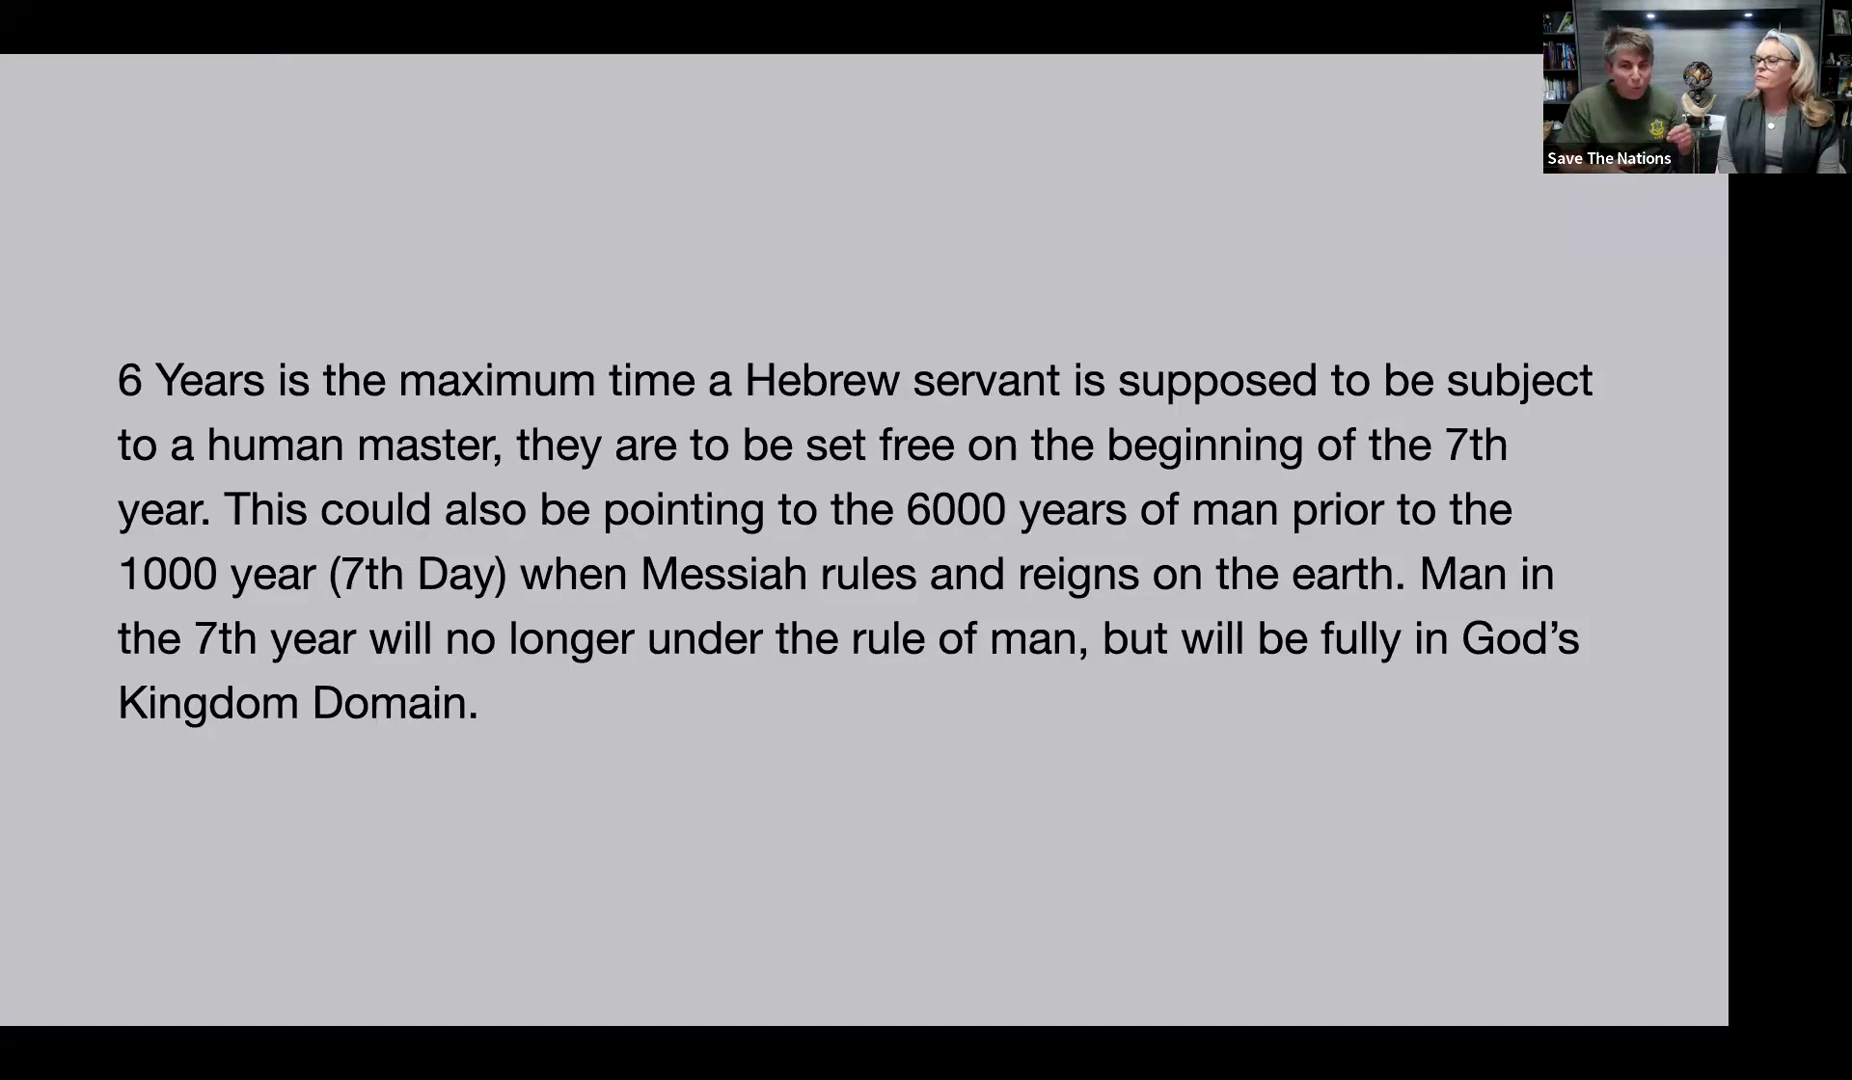 Save The Nations
6 Years is the maximum time a Hebrew servant is supposed to be subject
to a human master, they are to be set free on the beginning of the 7th
year. This could also be pointing to the 6000 years of man prior to the
1000 year (7th Day) when Messiah rules and reigns on the earth. Man in
the 7th year will no longer under the rule of man, but will be fully in God’s
Kingdom Domain.